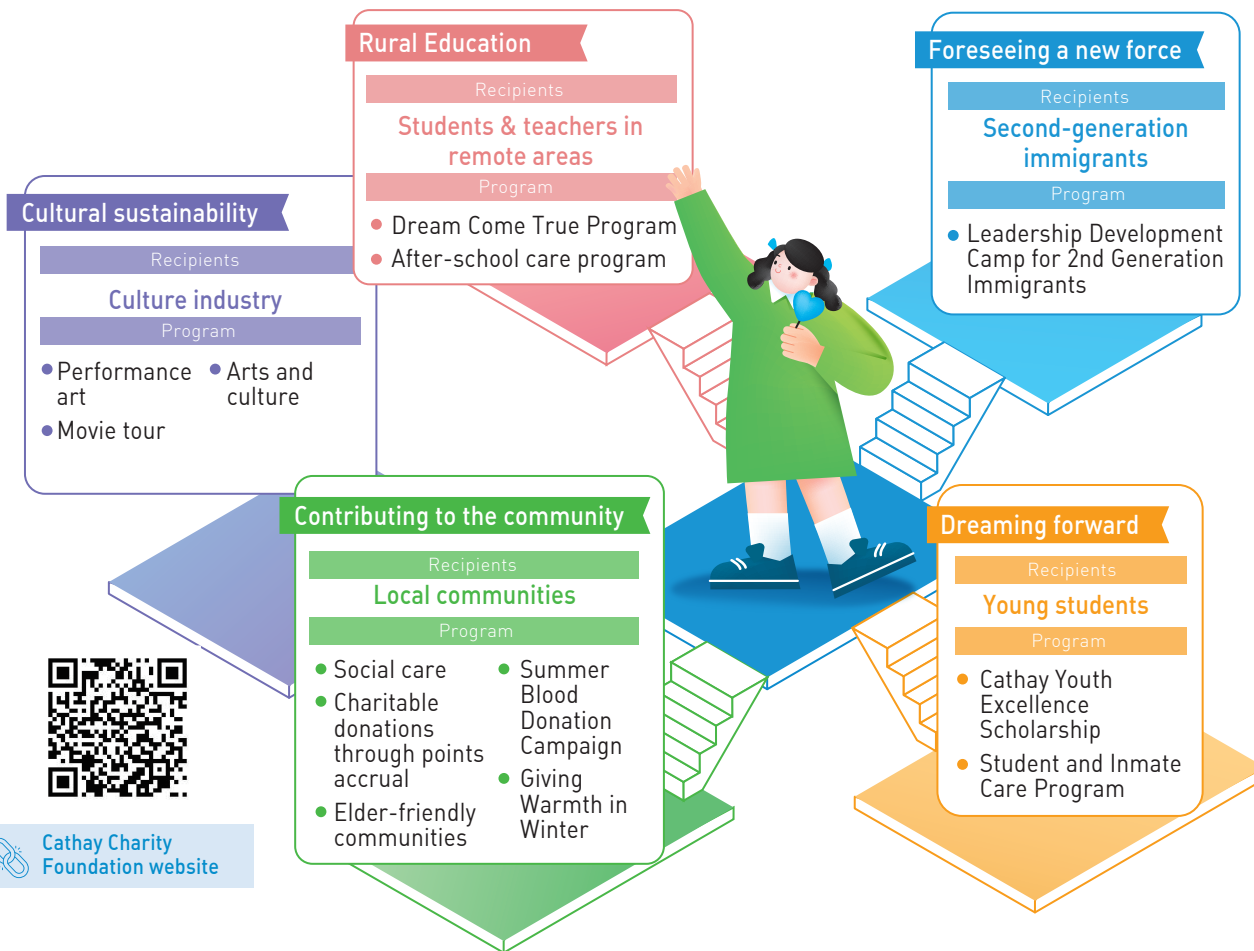 Rural Education
Recipients
Students & teachers in
remote areas
Program
Dream Come True Program
After-school care program
Foreseeing a new force
Recipients
Second-generation
immigrants
Program
Leadership Development
Camp for 2nd Generation
Immigrants
Cultural sustainability
Recipients
Culture industry
Program
Performance
art
Arts and
culture
Movie tour
Contributing to the community
Recipients
Local communities
Program
Social care
Charitable
donations
through points
accrual
Elder-friendly
communities
Summer
Blood
Donation
Campaign
Giving
Warmth in
Winter
Dreaming forward
Recipients
Young students
Program
Cathay Youth
Excellence
Scholarship
Student and Inmate
Care Program
Cathay Charity
Foundation website